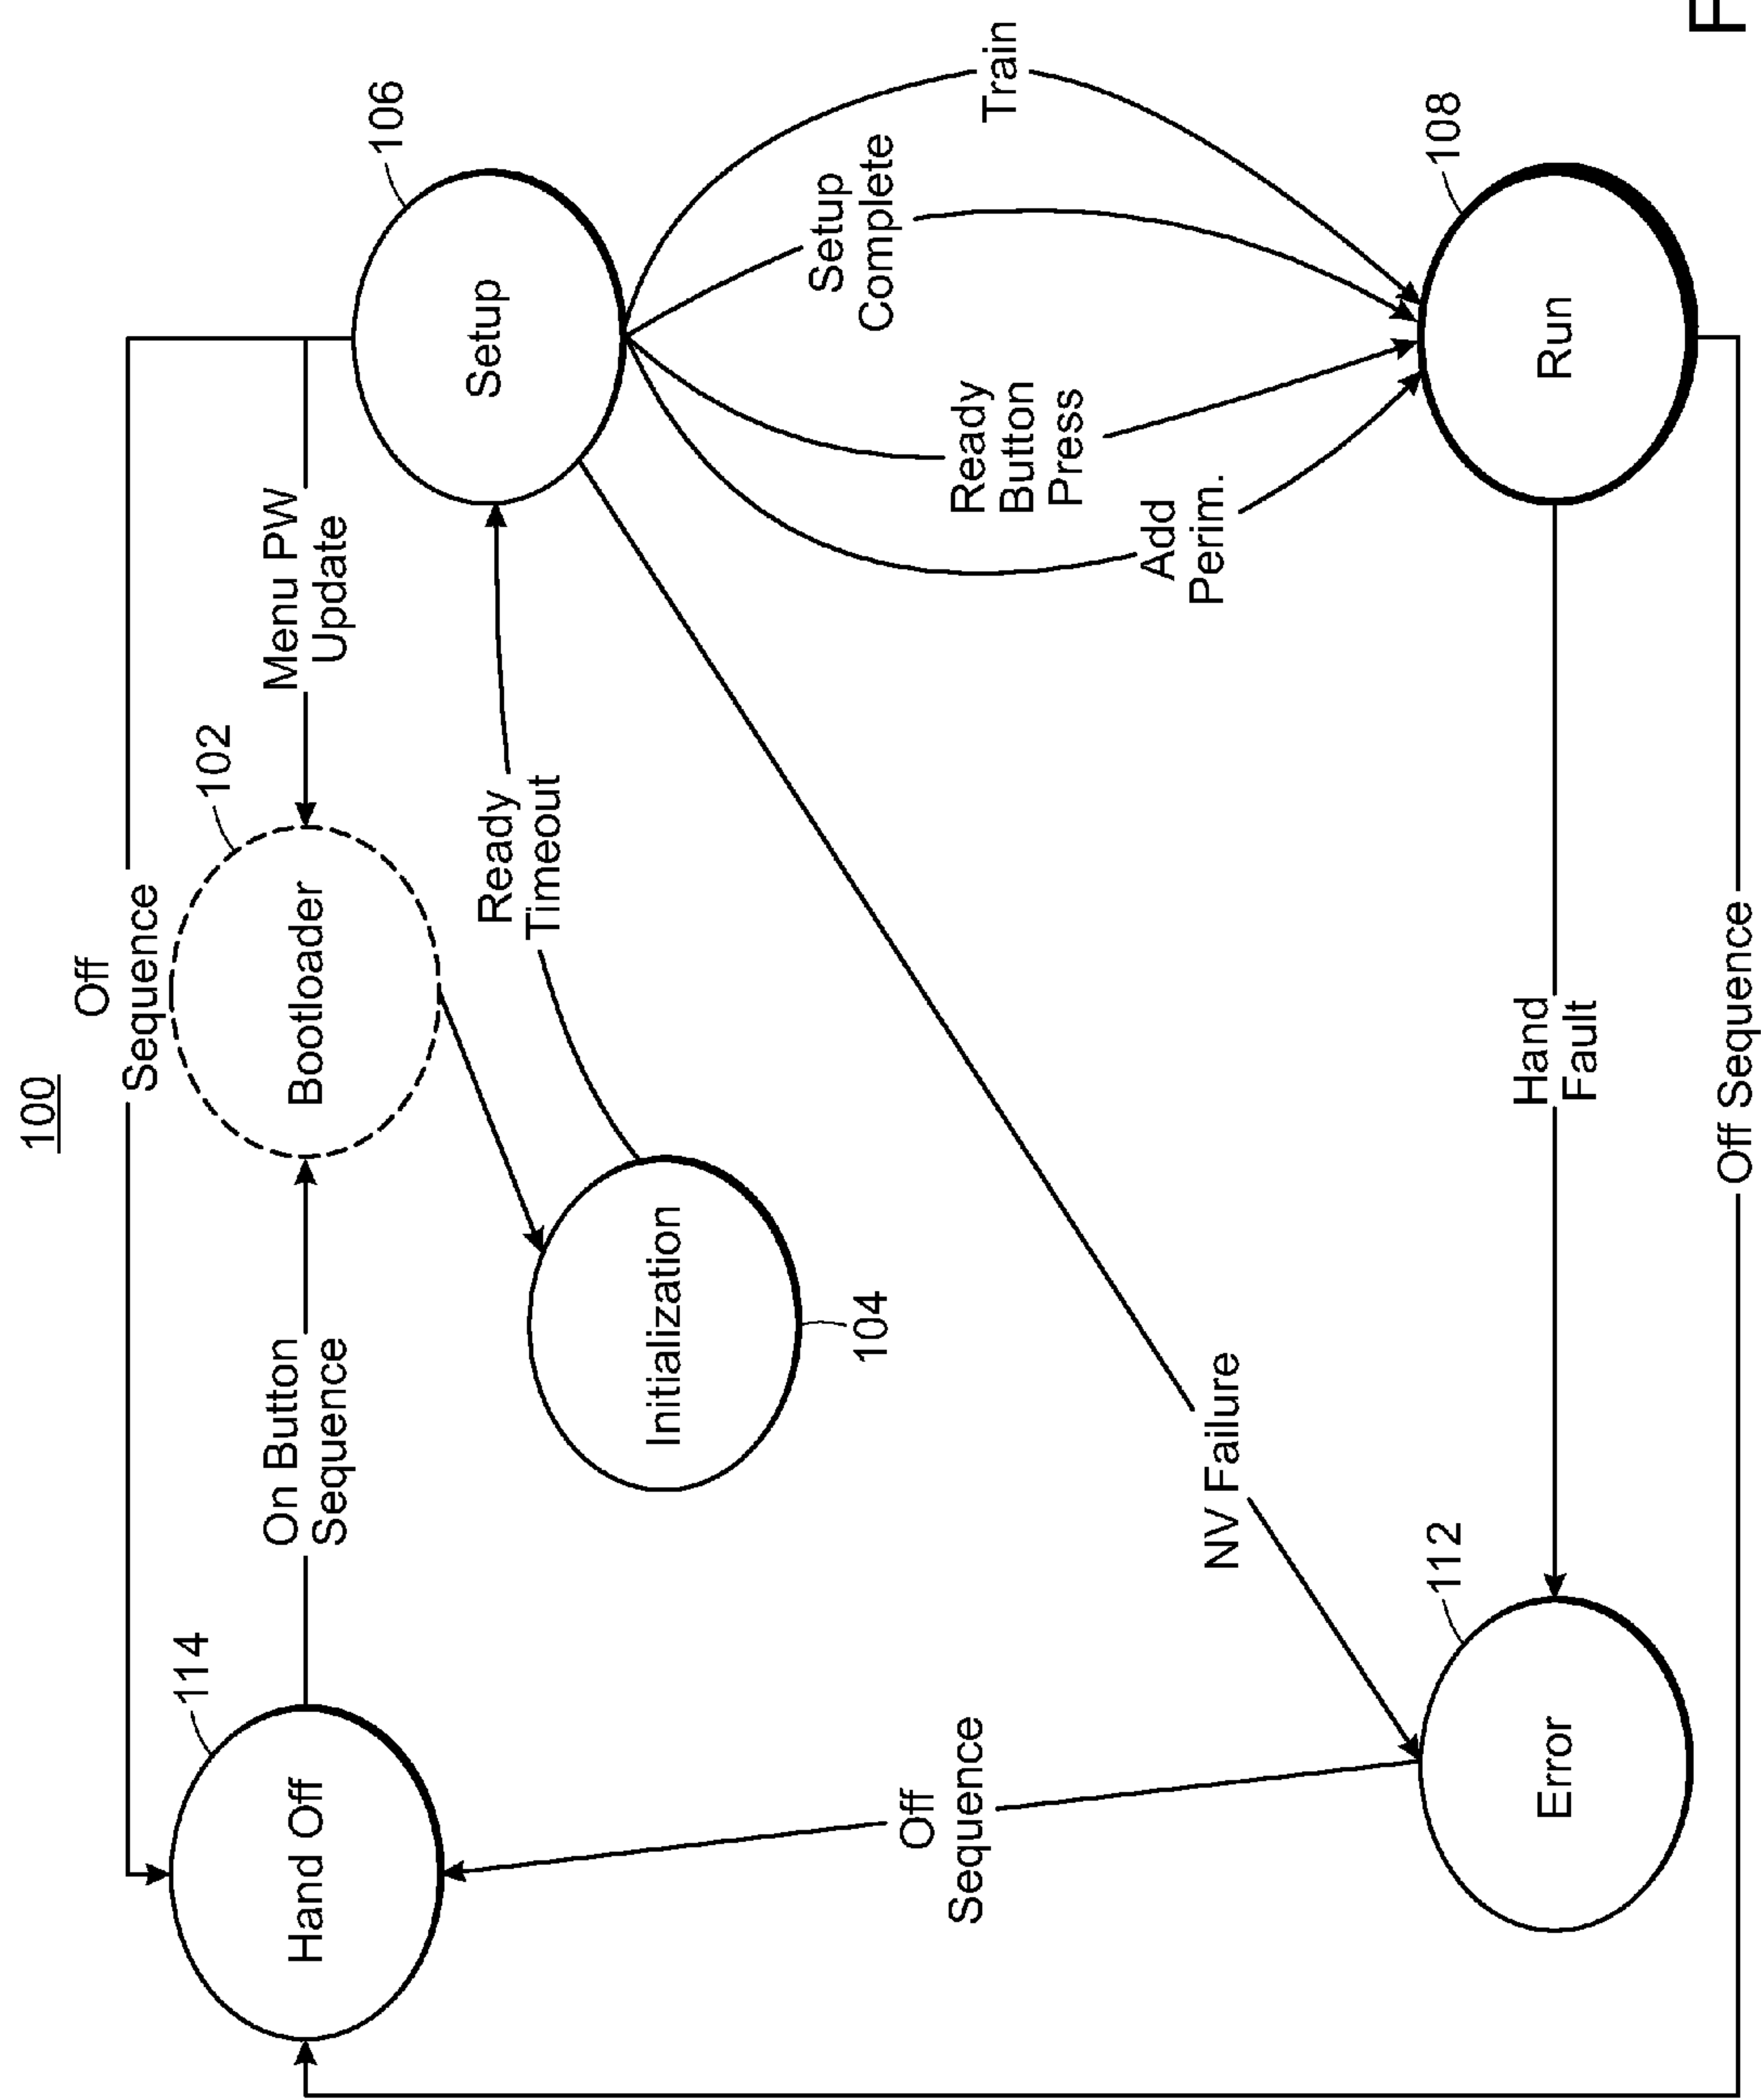 100
Off
Sequence
114
Hand Off
On Button
Sequence
102
Bootloader
Menu PW
Update
106
Setup
Ready
Timeout
Initialization
104
Off
Sequence
NV Failure
Add
Perim.
Ready
Button
Press
Setup
Complete
Train
112
Error
Hand
Fault
108
Run
Off Sequence
F